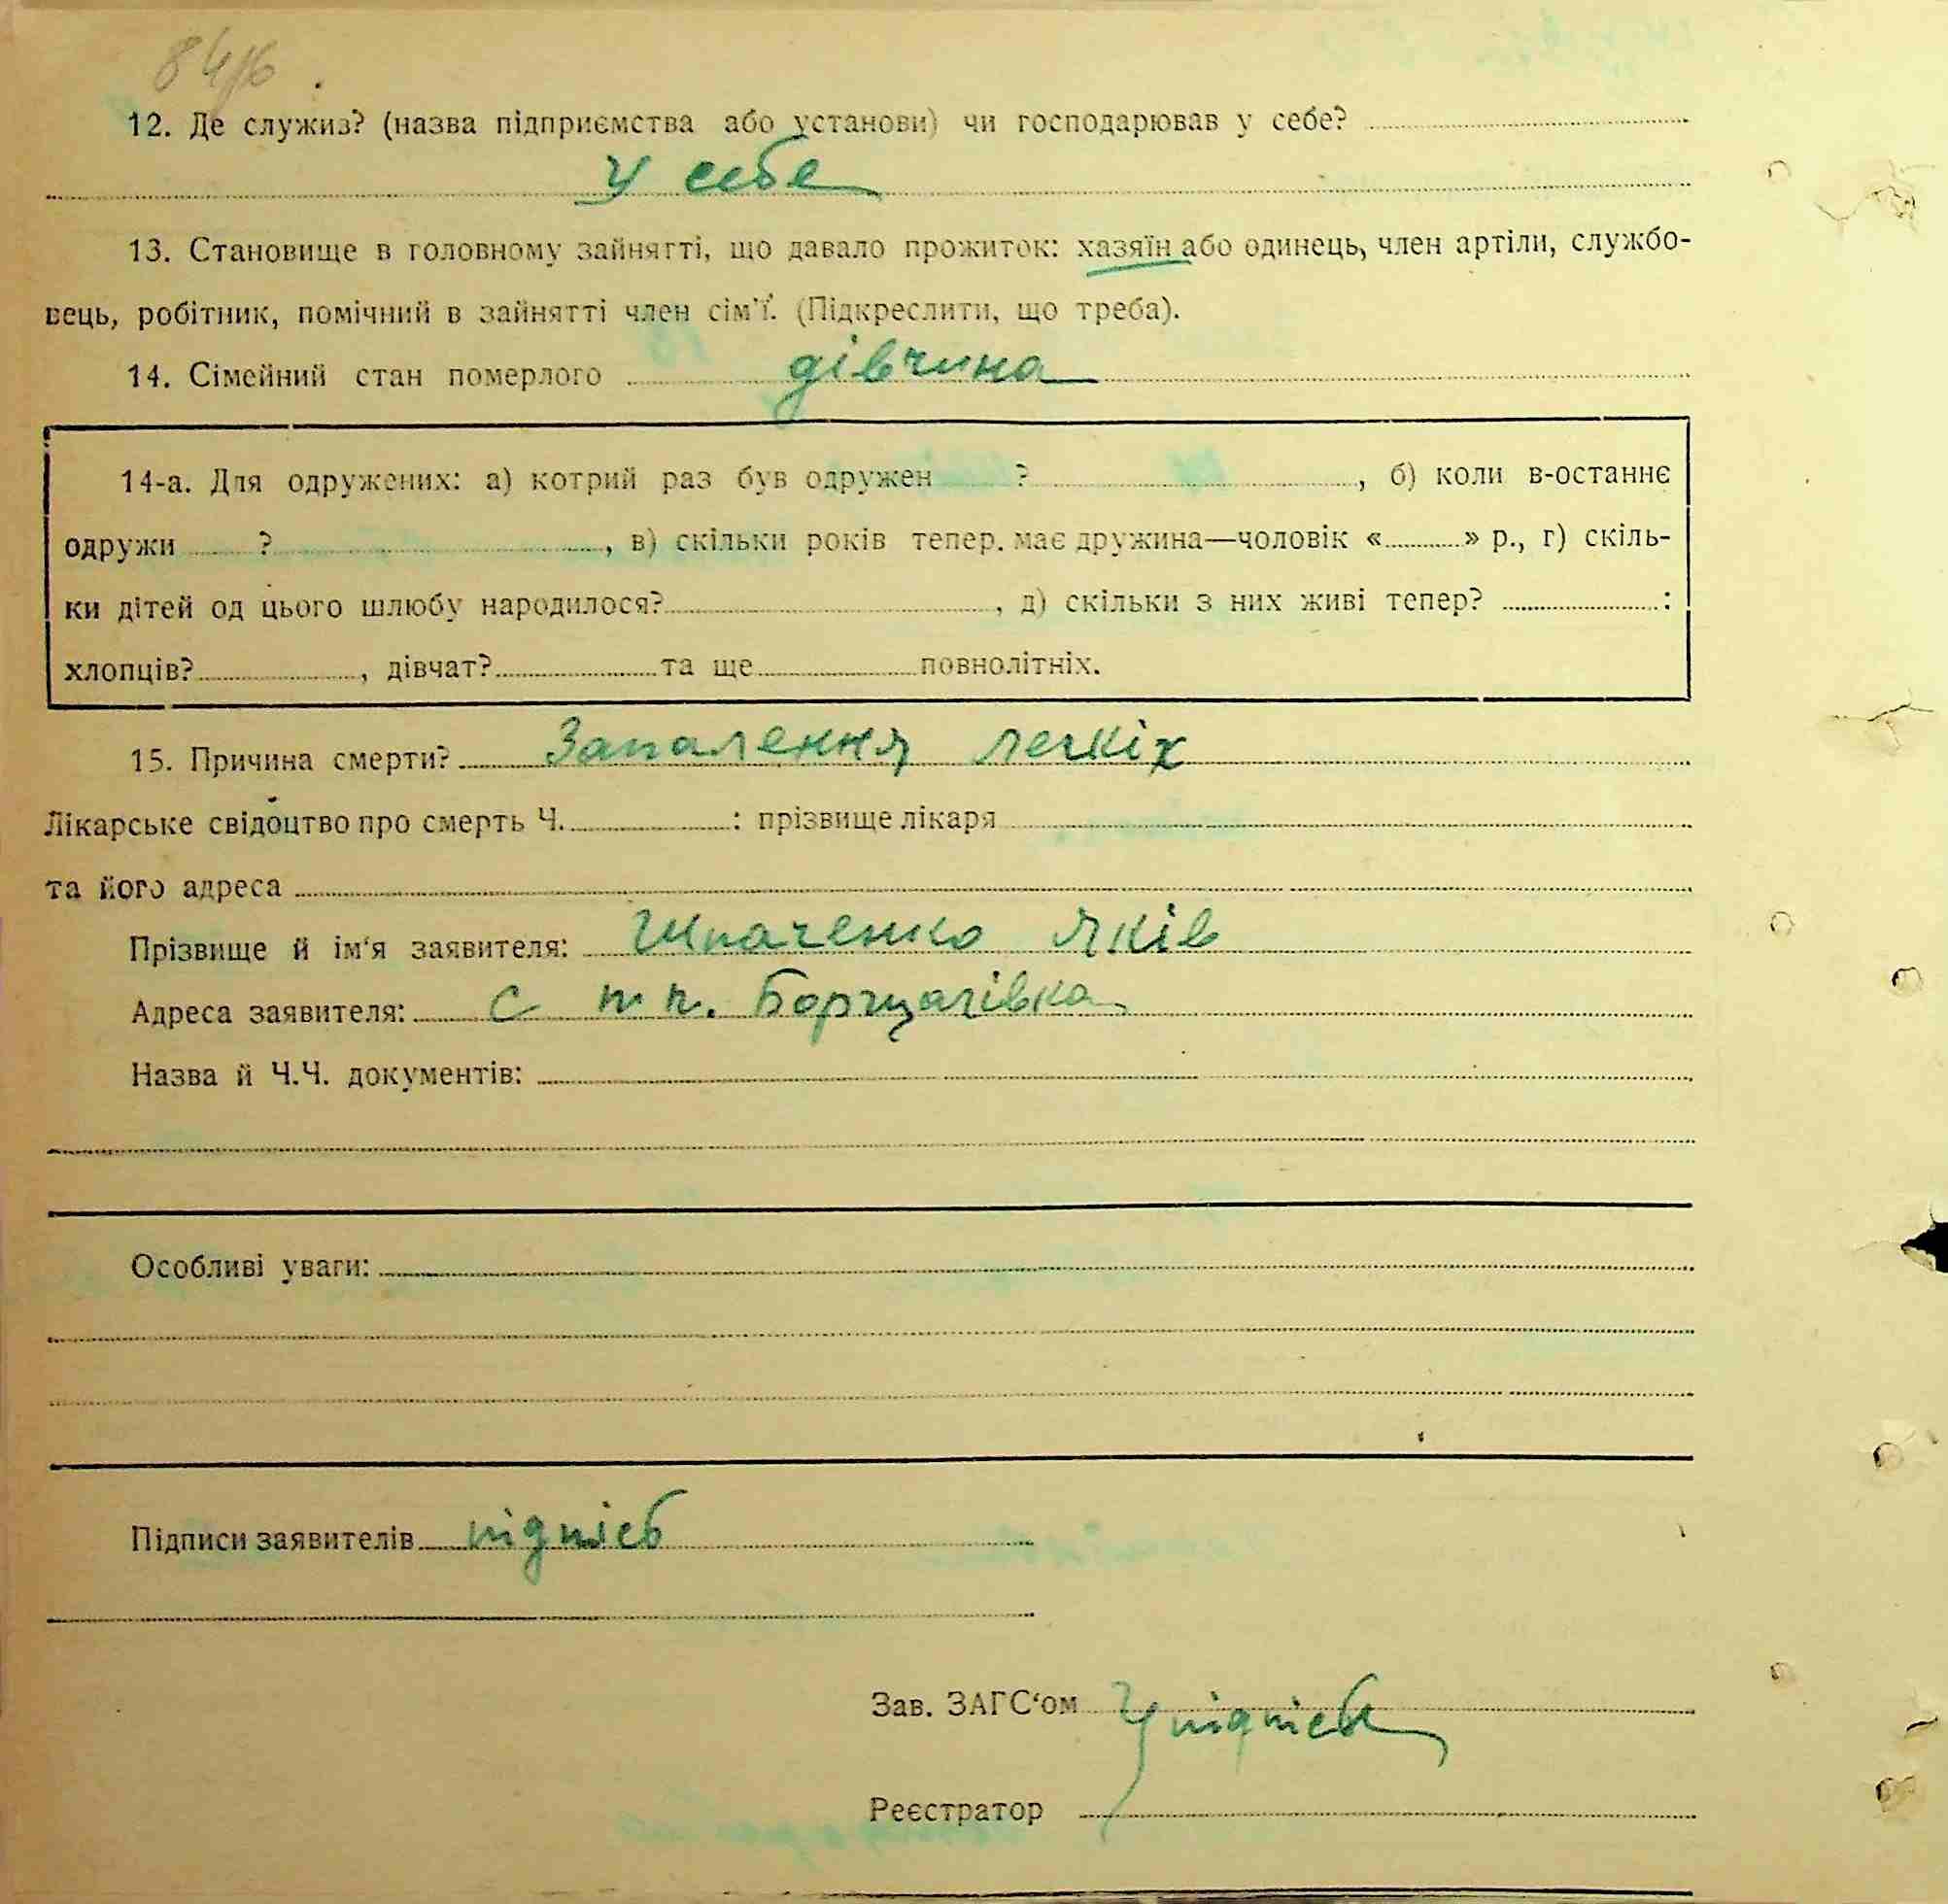 84/6
12. Де служив? (назва підприємства або установи) чи господарював у себе?
У себе
13. Становище в головному зайнятті, що давало прожиток: хазяїн або одинець, член артіли, службо-
вець, робітник, помічний в зайнятті член сім'ї. (Підкреслити, що треба).
14. Сімейний стан померлого дівчина
14-а. Для одружених: а) котрий раз був одружен ? , б) коли в-останнє
одружи ? , в) скільки років тепер. має дружина—чоловік « » р., г) скіль-
ки дітей од цього шлюбу народилося? , д) скільки з них живі тепер? :
хлопців? , дівчат? та ще повнолітніх.
15. Причина смерти? Запалення легкіх
Лікарське свідоцтво про смерть Ч. : прізвище лікаря
та його адреса
Прізвище й ім'я заявителя: Шпаченко Яків
Адреса заявителя: с п п. Борщагівка
Назва й Ч.Ч. документів:
Особливі уваги:
Підписи заявителів підпісь
Зав. ЗАГС'ом підпісь
Реєстратор